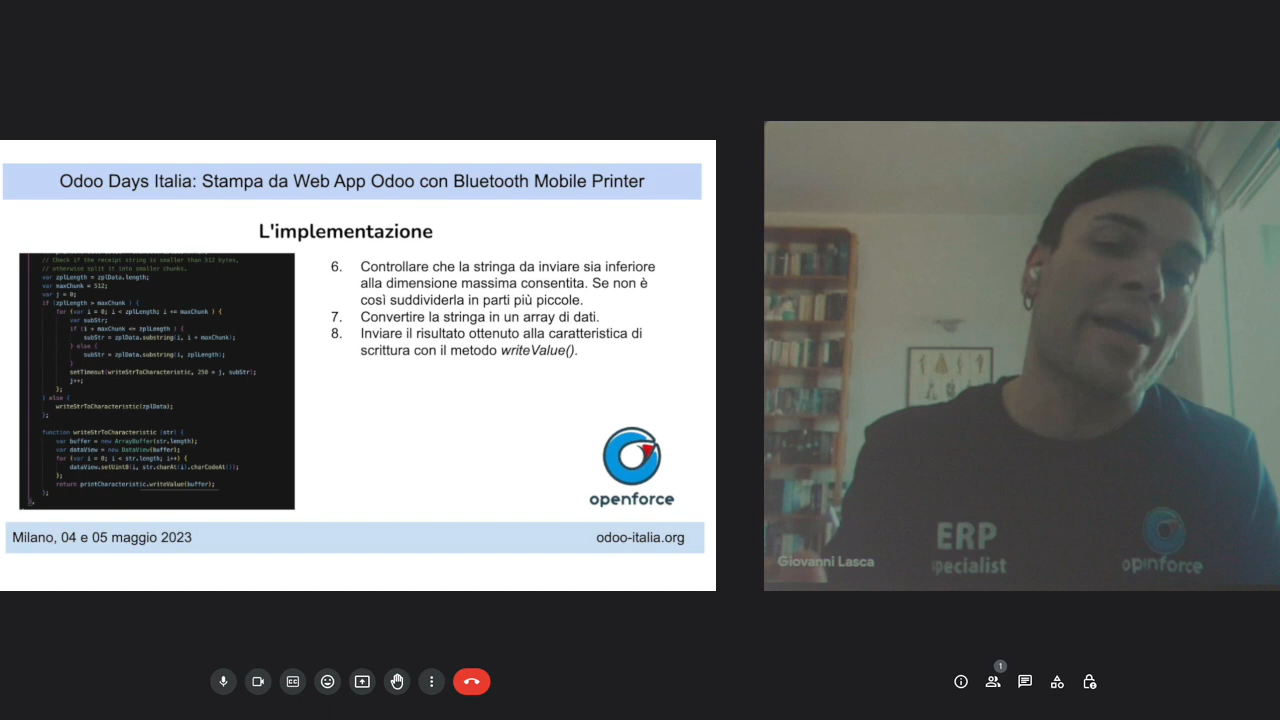 Odoo Days Italia: Stampa da Web App Odoo con Bluetooth Mobile Printer
L'implementazione
// Check if the receipt string is smaller than 512 bytes,
// otherwise split it into smaller chunks.
var zplLength = zplData.length;
var maxChunk = 512;
var j = 0;
if (zplLength > maxChunk ) {
for (var i = 0; i < zplLength; i += maxChunk ) {
var subStr;
if (i + maxChunk <= zplLength ) {
subStr = zplData.substring(i, i + maxChunk);
} else {
subStr = zplData.substring(i, zplLength);
}
setTimeout(writeStrToCharacteristic, 250 * j, subStr);
j++;
};
} else {
writeStrToCharacteristic(zplData);
};
function writeStrToCharacteristic (str) {
var buffer = new ArrayBuffer(str.length);
var dataView = new DataView(buffer);
for (var i = 0; i < str.length; i++) {
dataView.setUint8(i, str.charAt(i).charCodeAt());
};
return printCharacteristic.writeValue(buffer);
};
},
6. Controllare che la stringa da inviare sia inferiore
alla dimensione massima consentita. Se non è
così suddividerla in parti più piccole.
7. Convertire la stringa in un array di dati.
8. Inviare il risultato ottenuto alla caratteristica di
scrittura con il metodo writeValue().
openforce
Milano, 04 e 05 maggio 2023
odoo-italia.org
ERP
specialist
openforce
Giovanni Lasca
1